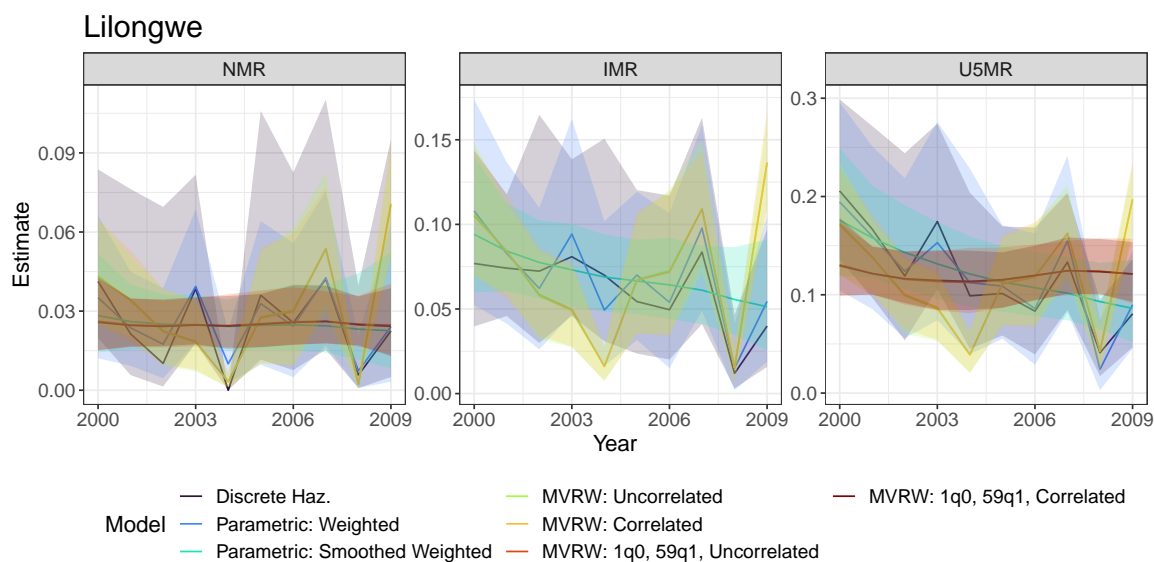 Lilongwe
NMR IMR U5MR
0.09
0.06
0.03
0.00
0.15
0.10
0.05
0.00
0.3
0.2
0.1
0.0
Estimate
2000 2003 2006 2009 2000 2003 2006 2009 2000 2003 2006 2009
Year
Model
Discrete Haz.
Parametric: Weighted
Parametric: Smoothed Weighted
MVRW: Uncorrelated
MVRW: Correlated
MVRW: 1q0, 59q1, Uncorrelated
MVRW: 1q0, 59q1, Correlated